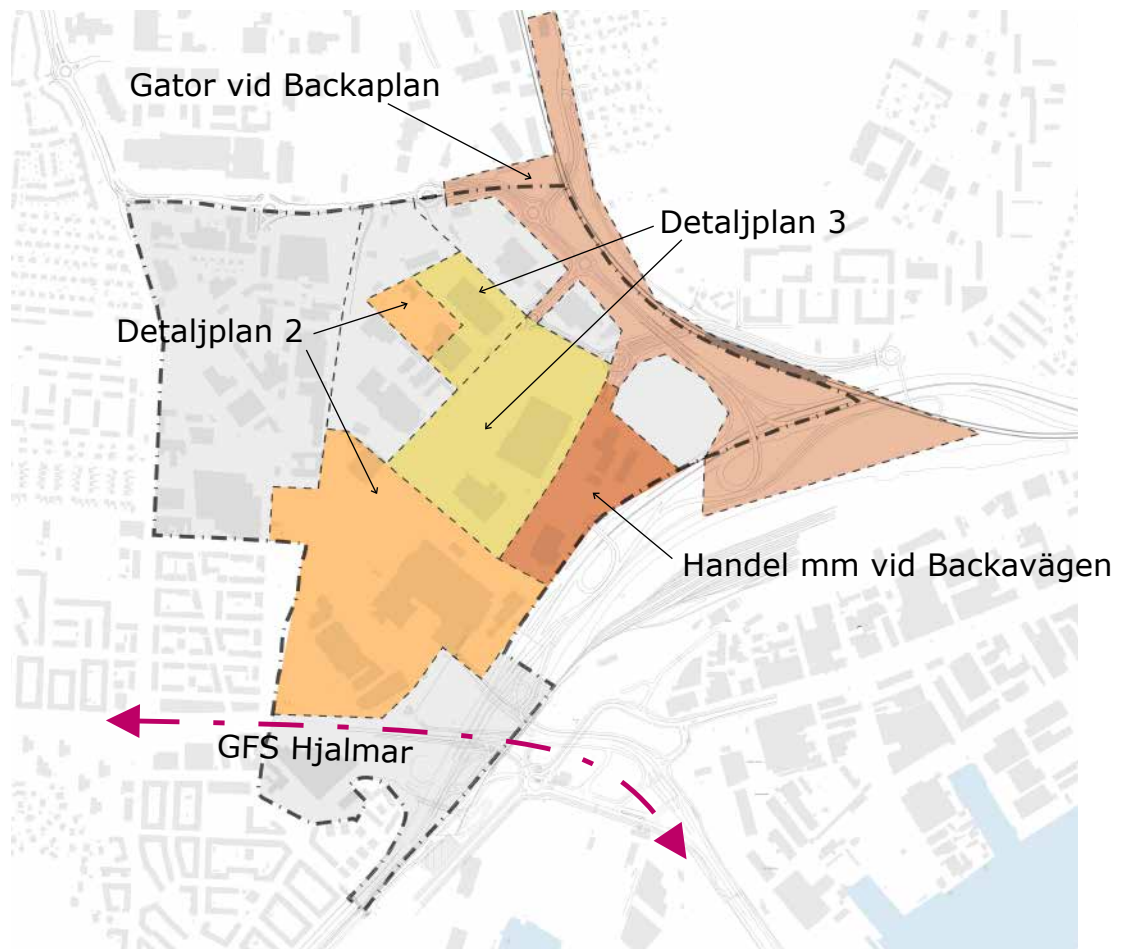 Gator vid Backaplan
Detaljplan 3
Detaljplan 2
Handel mm vid Backavägen
GFS Hjalmar